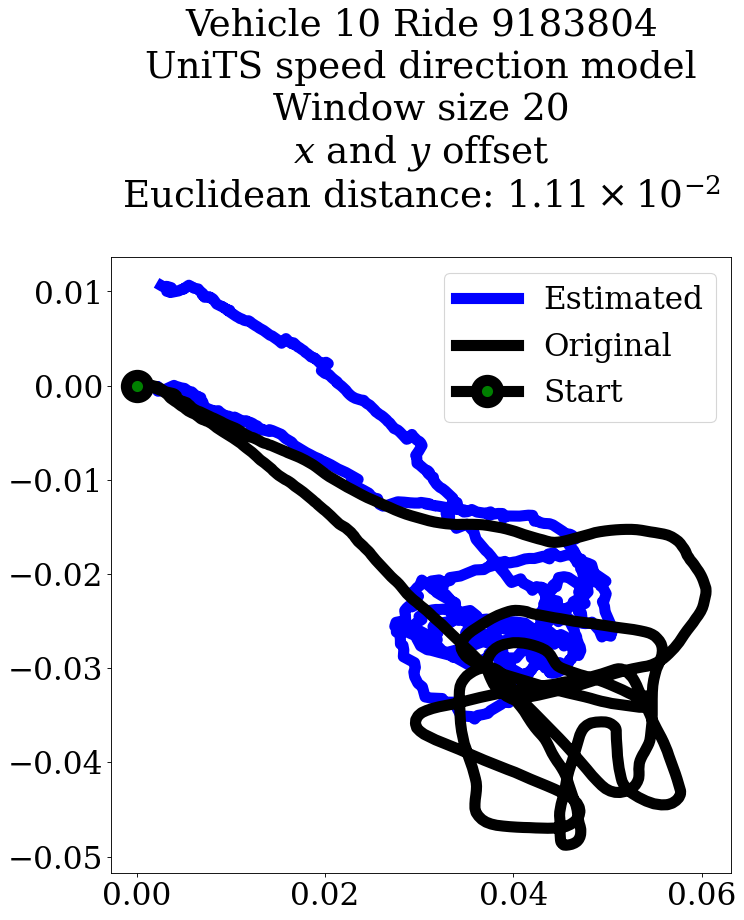 Vehicle 10 Ride 9183804
UniTS speed direction model
Window size 20
x and y offset
Euclidean distance: 1.11 × 10⁻²
Estimated
Original
Start
0.01
0.00
−0.01
−0.02
−0.03
−0.04
−0.05
0.00 0.02 0.04 0.06